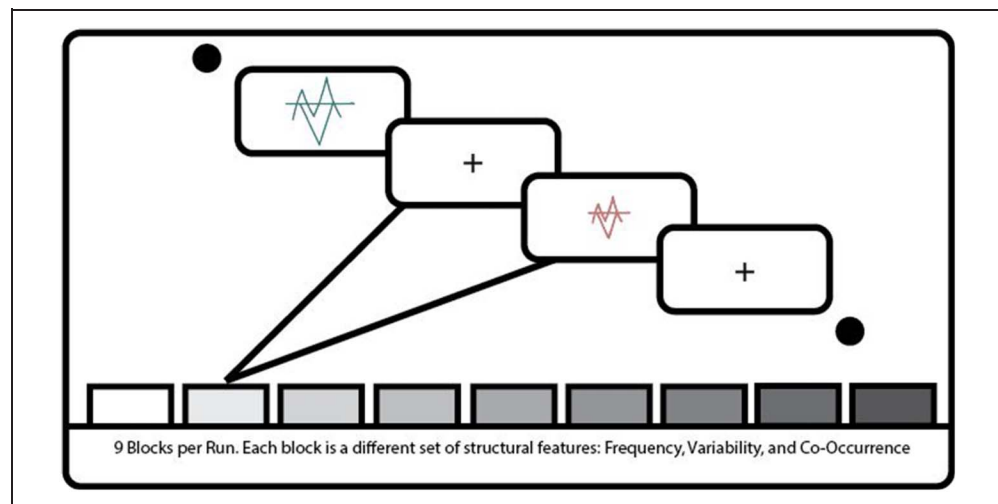 9 Blocks per Run. Each block is a different set of structural features: Frequency, Variability, and Co-Occurrence